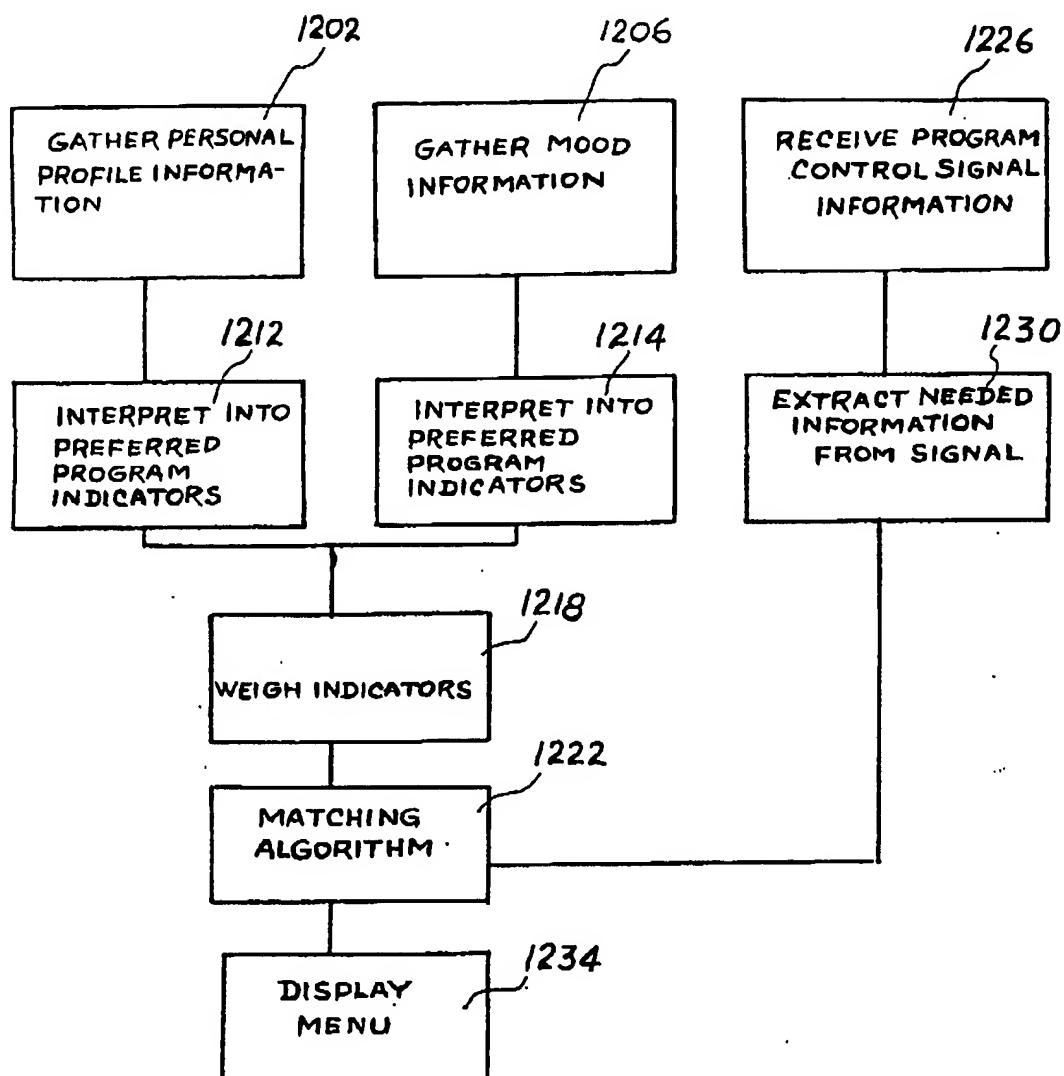 1202
1206
1226
GATHER PERSONAL
PROFILE INFORMA-
TION
GATHER MOOD
INFORMATION
RECEIVE PROGRAM
CONTROL SIGNAL
INFORMATION
1212
1214
1230
INTERPRET INTO
PREFERRED
PROGRAM
INDICATORS
INTERPRET INTO
PREFERRED
PROGRAM
INDICATORS
EXTRACT NEEDED
INFORMATION
FROM SIGNAL
1218
WEIGH INDICATORS
1222
MATCHING
ALGORITHM
1234
DISPLAY
MENU